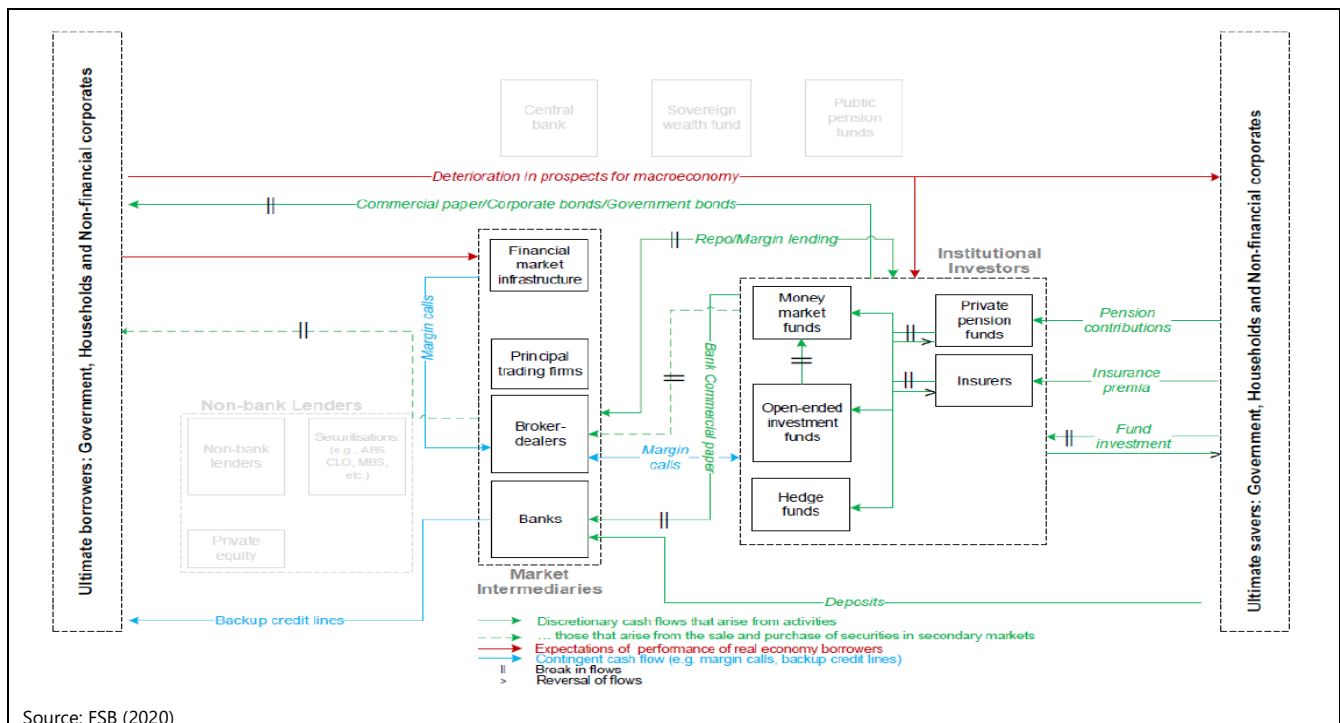 Ultimate borrowers: Government, Households and Non-financial corporates
Central
bank
Sovereign
wealth fund
Public
pension
funds
Deterioration in prospects for macroeconomy
||
Commercial paper/Corporate bonds/Government bonds
Financial
market
infrastructure
||
Repo/Margin lending
Institutional
Investors
||
Margin calls
Principal
trading firms
Broker-
dealers
Banks
Market
Intermediaries
Non-bank Lenders
Non-bank
lenders
Securitisations
(e.g., ABS
CLO, MBS,
etc.)
Private
equity
Backup credit lines
||
Bank Commercial paper
Margin
calls
||
Money
market
funds
||
Open-ended
investment
funds
Hedge
funds
||
Private
pension
funds
>
||
Insurers
>
Pension
contributions
Insurance
premia
||
Fund
investment
>
Deposits
Ultimate savers: Government, Households and Non-financial corporates
Discretionary cash flows that arise from activities
... those that arise from the sale and purchase of securities in secondary markets
Expectations of performance of real economy borrowers
Contingent cash flow (e.g. margin calls, backup credit lines)
|| Break in flows
> Reversal of flows
Source: FSB (2020)